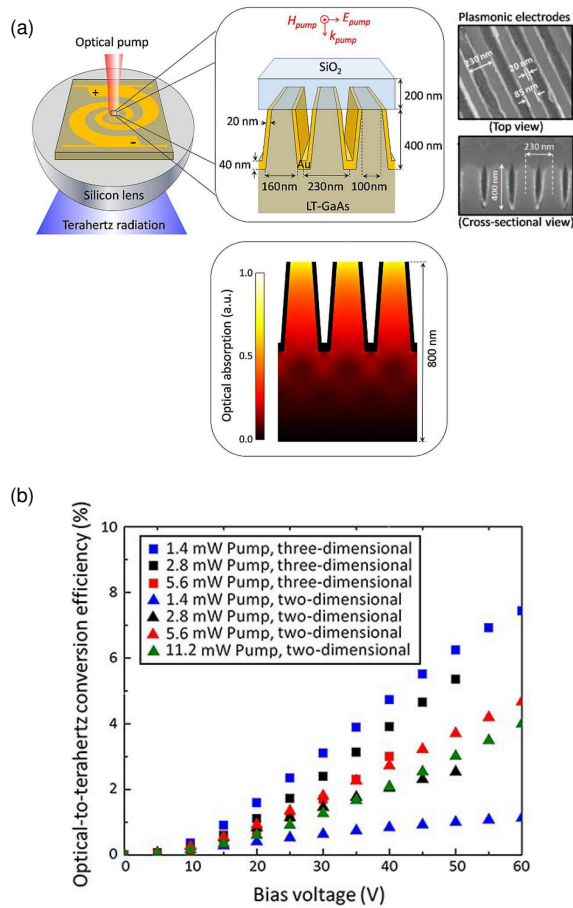 (a)
Optical pump
+
-
Silicon lens
Terahertz radiation
H_pump
E_pump
k_pump
SiO₂
200 nm
20 nm
400 nm
40 nm
Au
160nm
230nm
100nm
LT-GaAs
Plasmonic electrodes
230 nm
20 nm
85 nm
(Top view)
230 nm
400 nm
(Cross-sectional view)
Optical absorption (a.u.)
1.0
0.5
0.0
800 nm
(b)
Optical-to-terahertz conversion efficiency (%)
10
8
6
4
2
0
1.4 mW Pump, three-dimensional
2.8 mW Pump, three-dimensional
5.6 mW Pump, three-dimensional
1.4 mW Pump, two-dimensional
2.8 mW Pump, two-dimensional
5.6 mW Pump, two-dimensional
11.2 mW Pump, two-dimensional
0 10 20 30 40 50 60
Bias voltage (V)